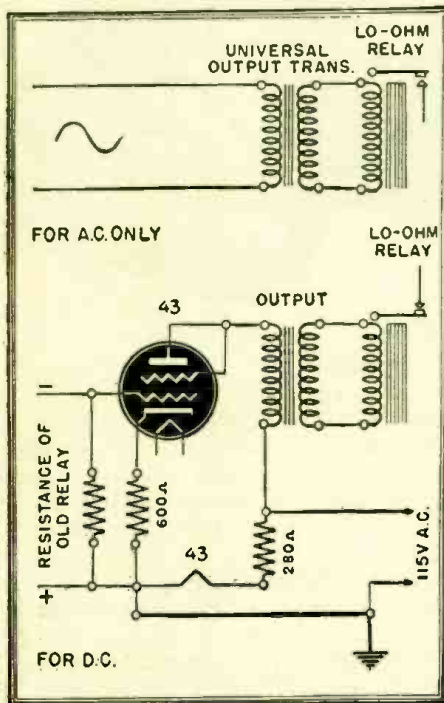 LO-OHM
RELAY
UNIVERSAL
OUTPUT TRANS.
FOR A.C. ONLY
LO-OHM
RELAY
43
OUTPUT
−
RESISTANCE OF
OLD RELAY
600Ω
43
280Ω
115V A.C.
+
FOR D.C.